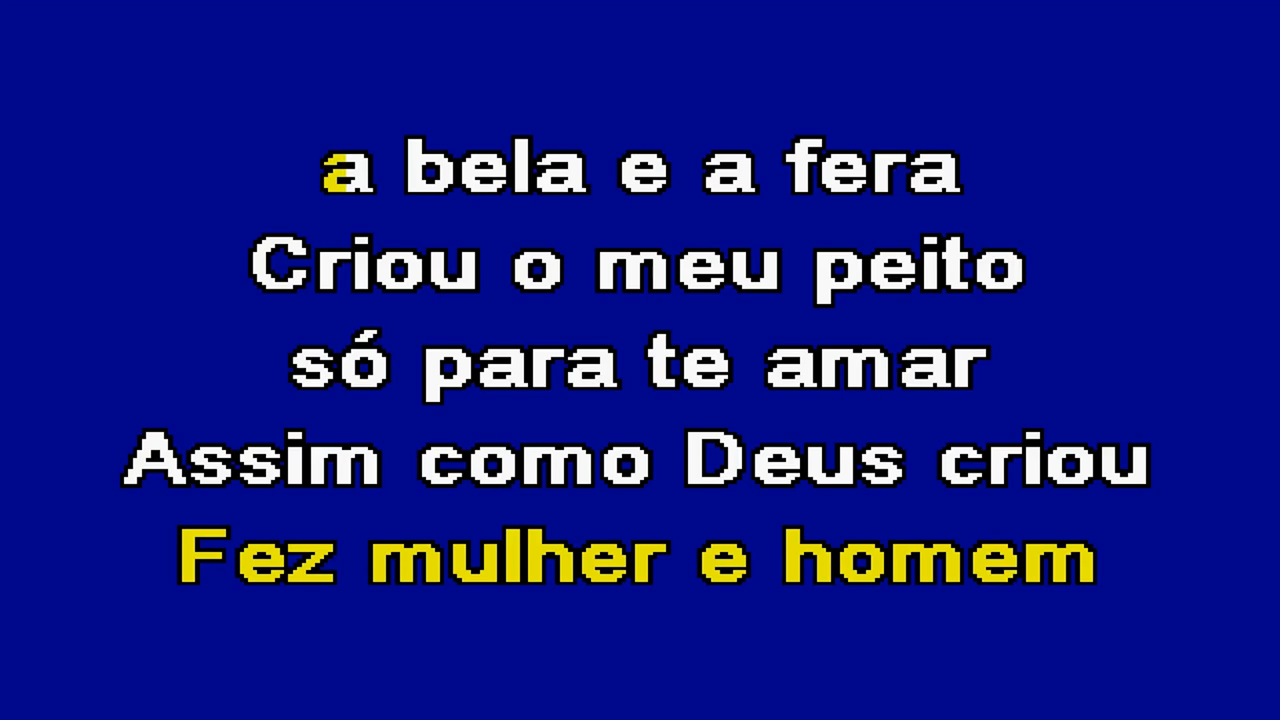 a bela e a fera
Criou o meu peito
só para te amar
Assim como Deus criou
Fez mulher e homem